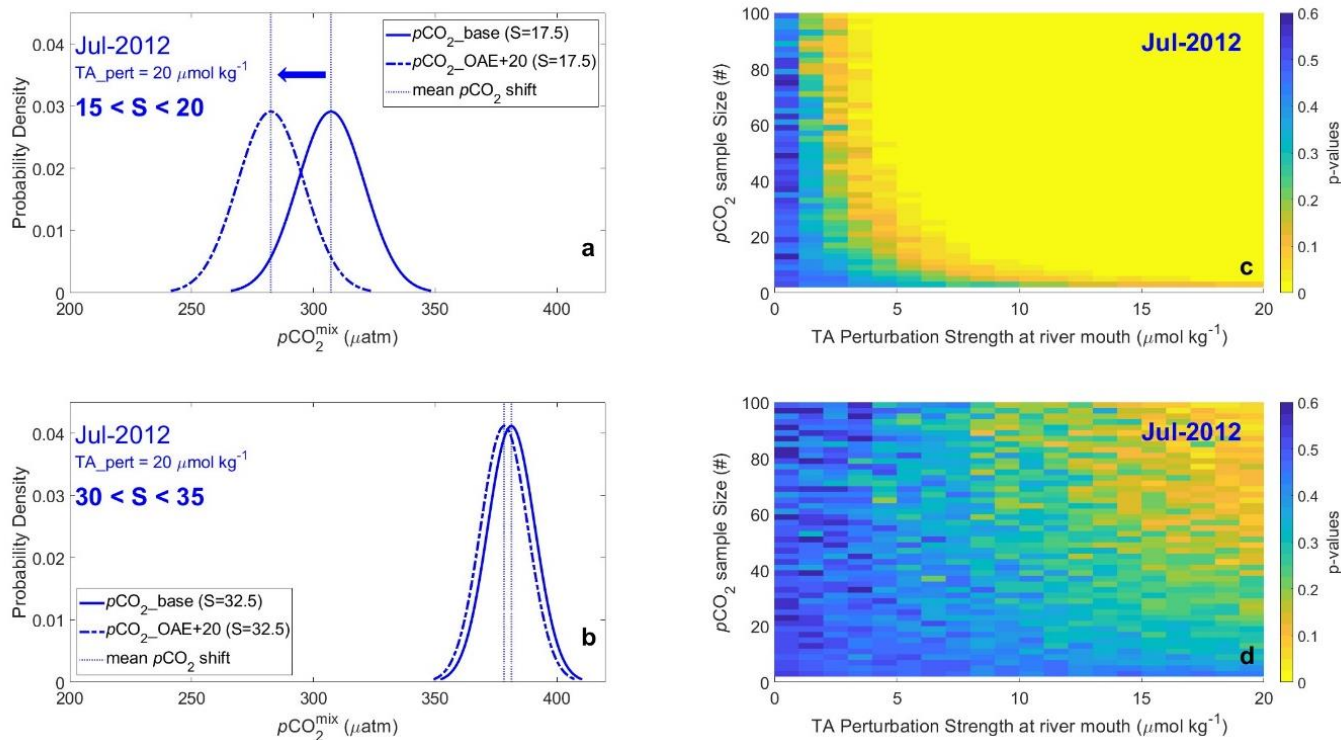 Jul-2012
TA_pert = 20 μmol kg⁻¹
15 < S < 20
pCO₂_base (S=17.5)
pCO₂_OAE+20 (S=17.5)
mean pCO₂ shift
a
0.04
0.03
0.02
0.01
0
Probability Density
200 250 300 350 400
pCO₂^mix (μatm)
Jul-2012
c
100
80
60
40
20
0
pCO₂ sample Size (#)
0 5 10 15 20
TA Perturbation Strength at river mouth (μmol kg⁻¹)
0.6
0.5
0.4
0.3
0.2
0.1
0
p-values
Jul-2012
TA_pert = 20 μmol kg⁻¹
30 < S < 35
pCO₂_base (S=32.5)
pCO₂_OAE+20 (S=32.5)
mean pCO₂ shift
b
0.04
0.03
0.02
0.01
0
Probability Density
200 250 300 350 400
pCO₂^mix (μatm)
Jul-2012
d
100
80
60
40
20
0
pCO₂ sample Size (#)
0 5 10 15 20
TA Perturbation Strength at river mouth (μmol kg⁻¹)
0.6
0.5
0.4
0.3
0.2
0.1
0
p-values